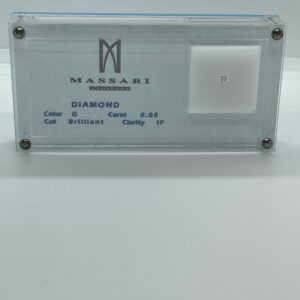 MASSARI
DIAMOND
Color G Carat 0.05
Cut Brilliant Clarity IF